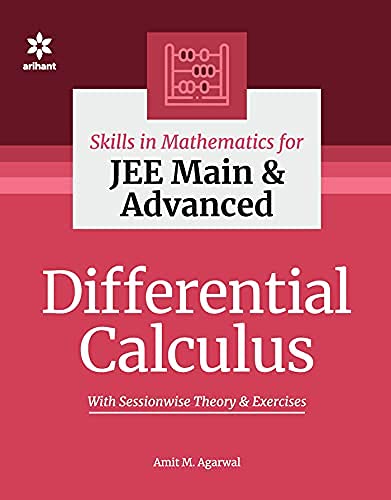 arihant
Skills in Mathematics for
JEE Main &
Advanced
Differential
Calculus
With Sessionwise Theory & Exercises
Amit M. Agarwal